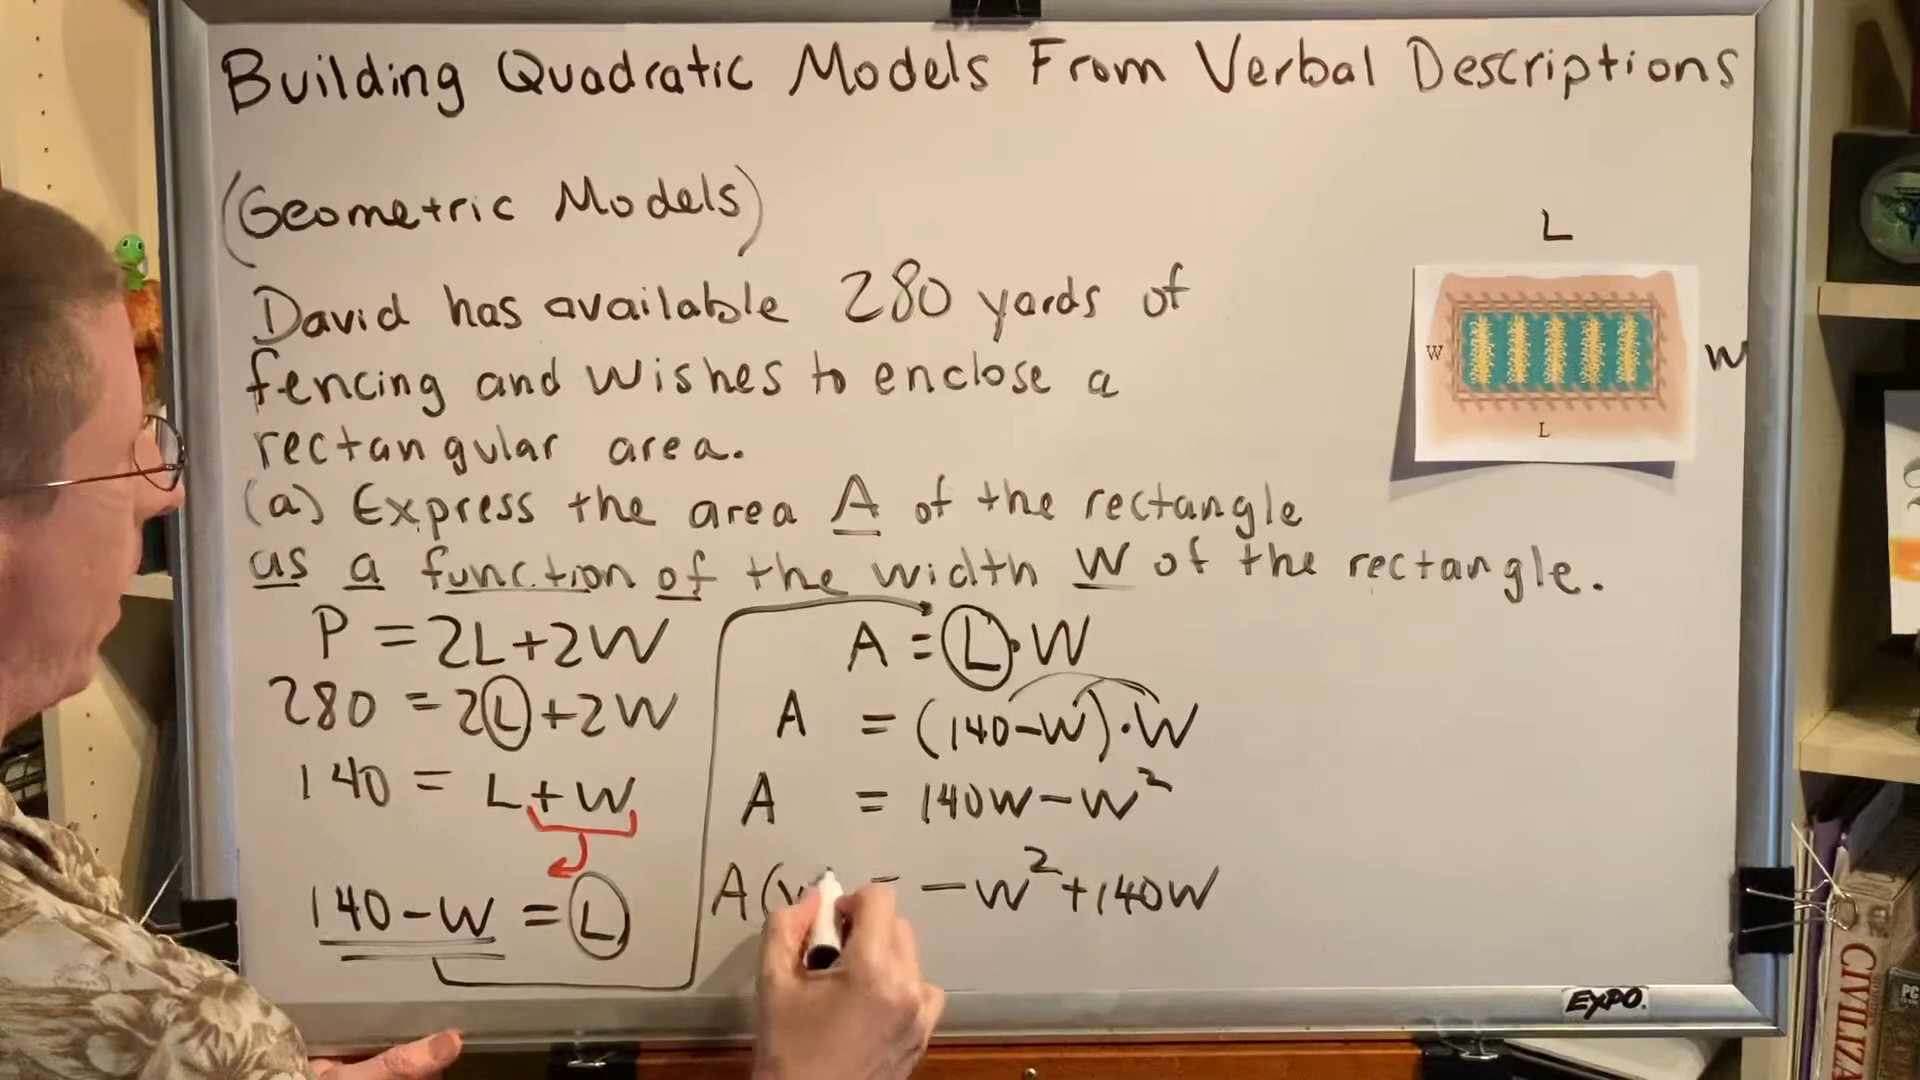 Building Quadratic Models From Verbal Descriptions
(Geometric Models)
David has available 280 yards of
fencing and wishes to enclose a
rectangular area.
(a) Express the area A of the rectangle
as a function of the width W of the rectangle.
L
W
W
L
P = 2L+2W
280 = 2L+2W
140 = L+W
140-W = L
A = L·W
A = (140-W)·W
A = 140W-W²
A(W = -W²+140W
EXPO.
CIVILIZA
PC